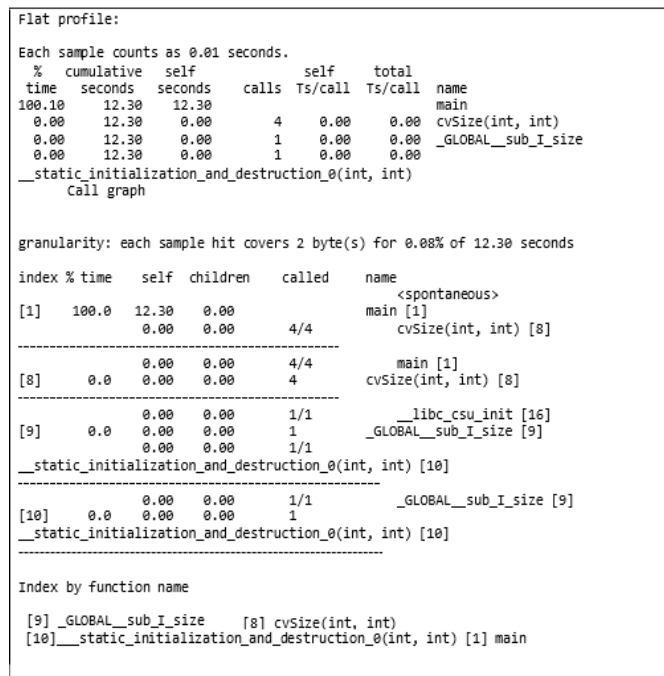 Flat profile:
Each sample counts as 0.01 seconds.
% cumulative self self total
time seconds seconds calls Ts/call Ts/call name
100.10 12.30 12.30 main
0.00 12.30 0.00 4 0.00 0.00 cvSize(int, int)
0.00 12.30 0.00 1 0.00 0.00 _GLOBAL__sub_I_size
0.00 12.30 0.00 1 0.00 0.00
__static_initialization_and_destruction_0(int, int)
Call graph
granularity: each sample hit covers 2 byte(s) for 0.08% of 12.30 seconds
index % time self children called name
<spontaneous>
[1] 100.0 12.30 0.00 main [1]
0.00 0.00 4/4 cvSize(int, int) [8]
-----------------------------------------------
0.00 0.00 4/4 main [1]
[8] 0.0 0.00 0.00 4 cvSize(int, int) [8]
-----------------------------------------------
0.00 0.00 1/1 __libc_csu_init [16]
[9] 0.0 0.00 0.00 1 _GLOBAL__sub_I_size [9]
0.00 0.00 1/1
__static_initialization_and_destruction_0(int, int) [10]
-----------------------------------------------
0.00 0.00 1/1 _GLOBAL__sub_I_size [9]
[10] 0.0 0.00 0.00 1
__static_initialization_and_destruction_0(int, int) [10]
-----------------------------------------------
Index by function name
[9] _GLOBAL__sub_I_size [8] cvSize(int, int)
[10]___static_initialization_and_destruction_0(int, int) [1] main